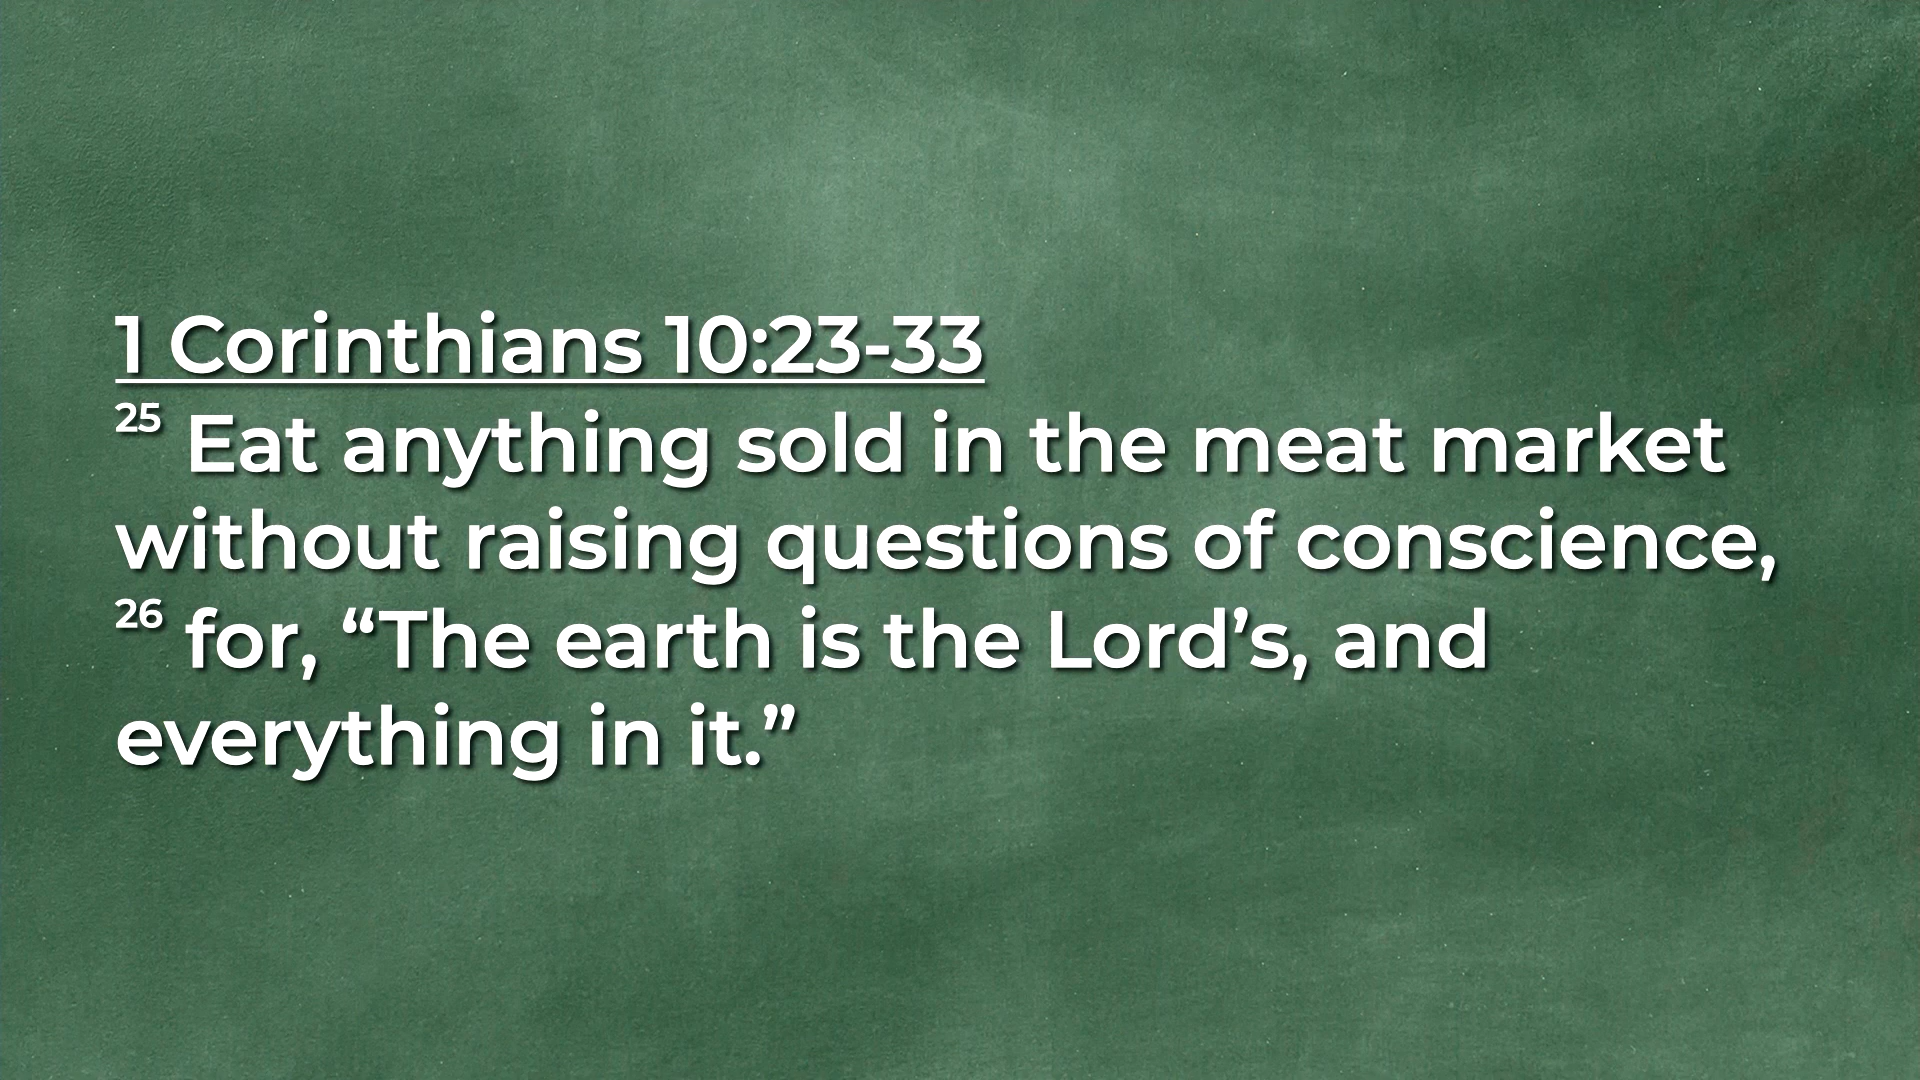 1 Corinthians 10:23-33
25 Eat anything sold in the meat market
without raising questions of conscience,
26 for, “The earth is the Lord’s, and
everything in it.”